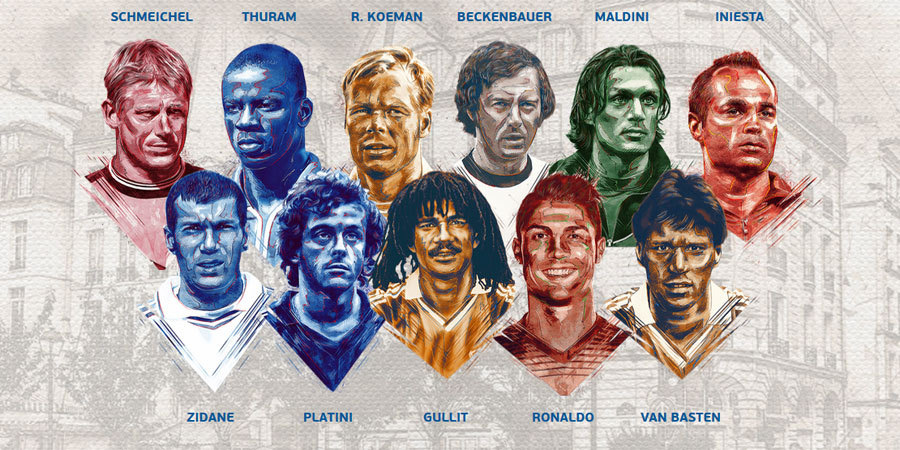 SCHMEICHEL THURAM R. KOEMAN BECKENBAUER MALDINI INIESTA
ZIDANE PLATINI GULLIT RONALDO VAN BASTEN